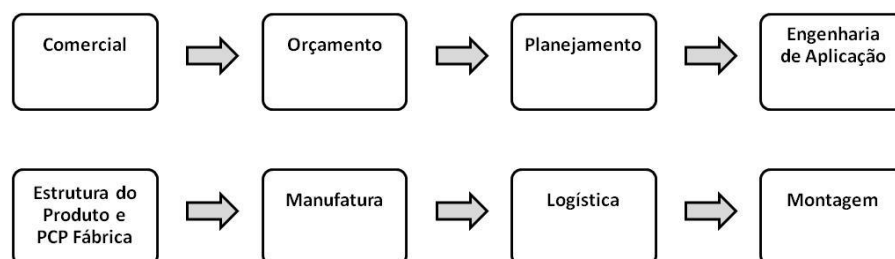 Comercial
Orçamento
Planejamento
Engenharia
de Aplicação
Estrutura do
Produto e
PCP Fábrica
Manufatura
Logística
Montagem